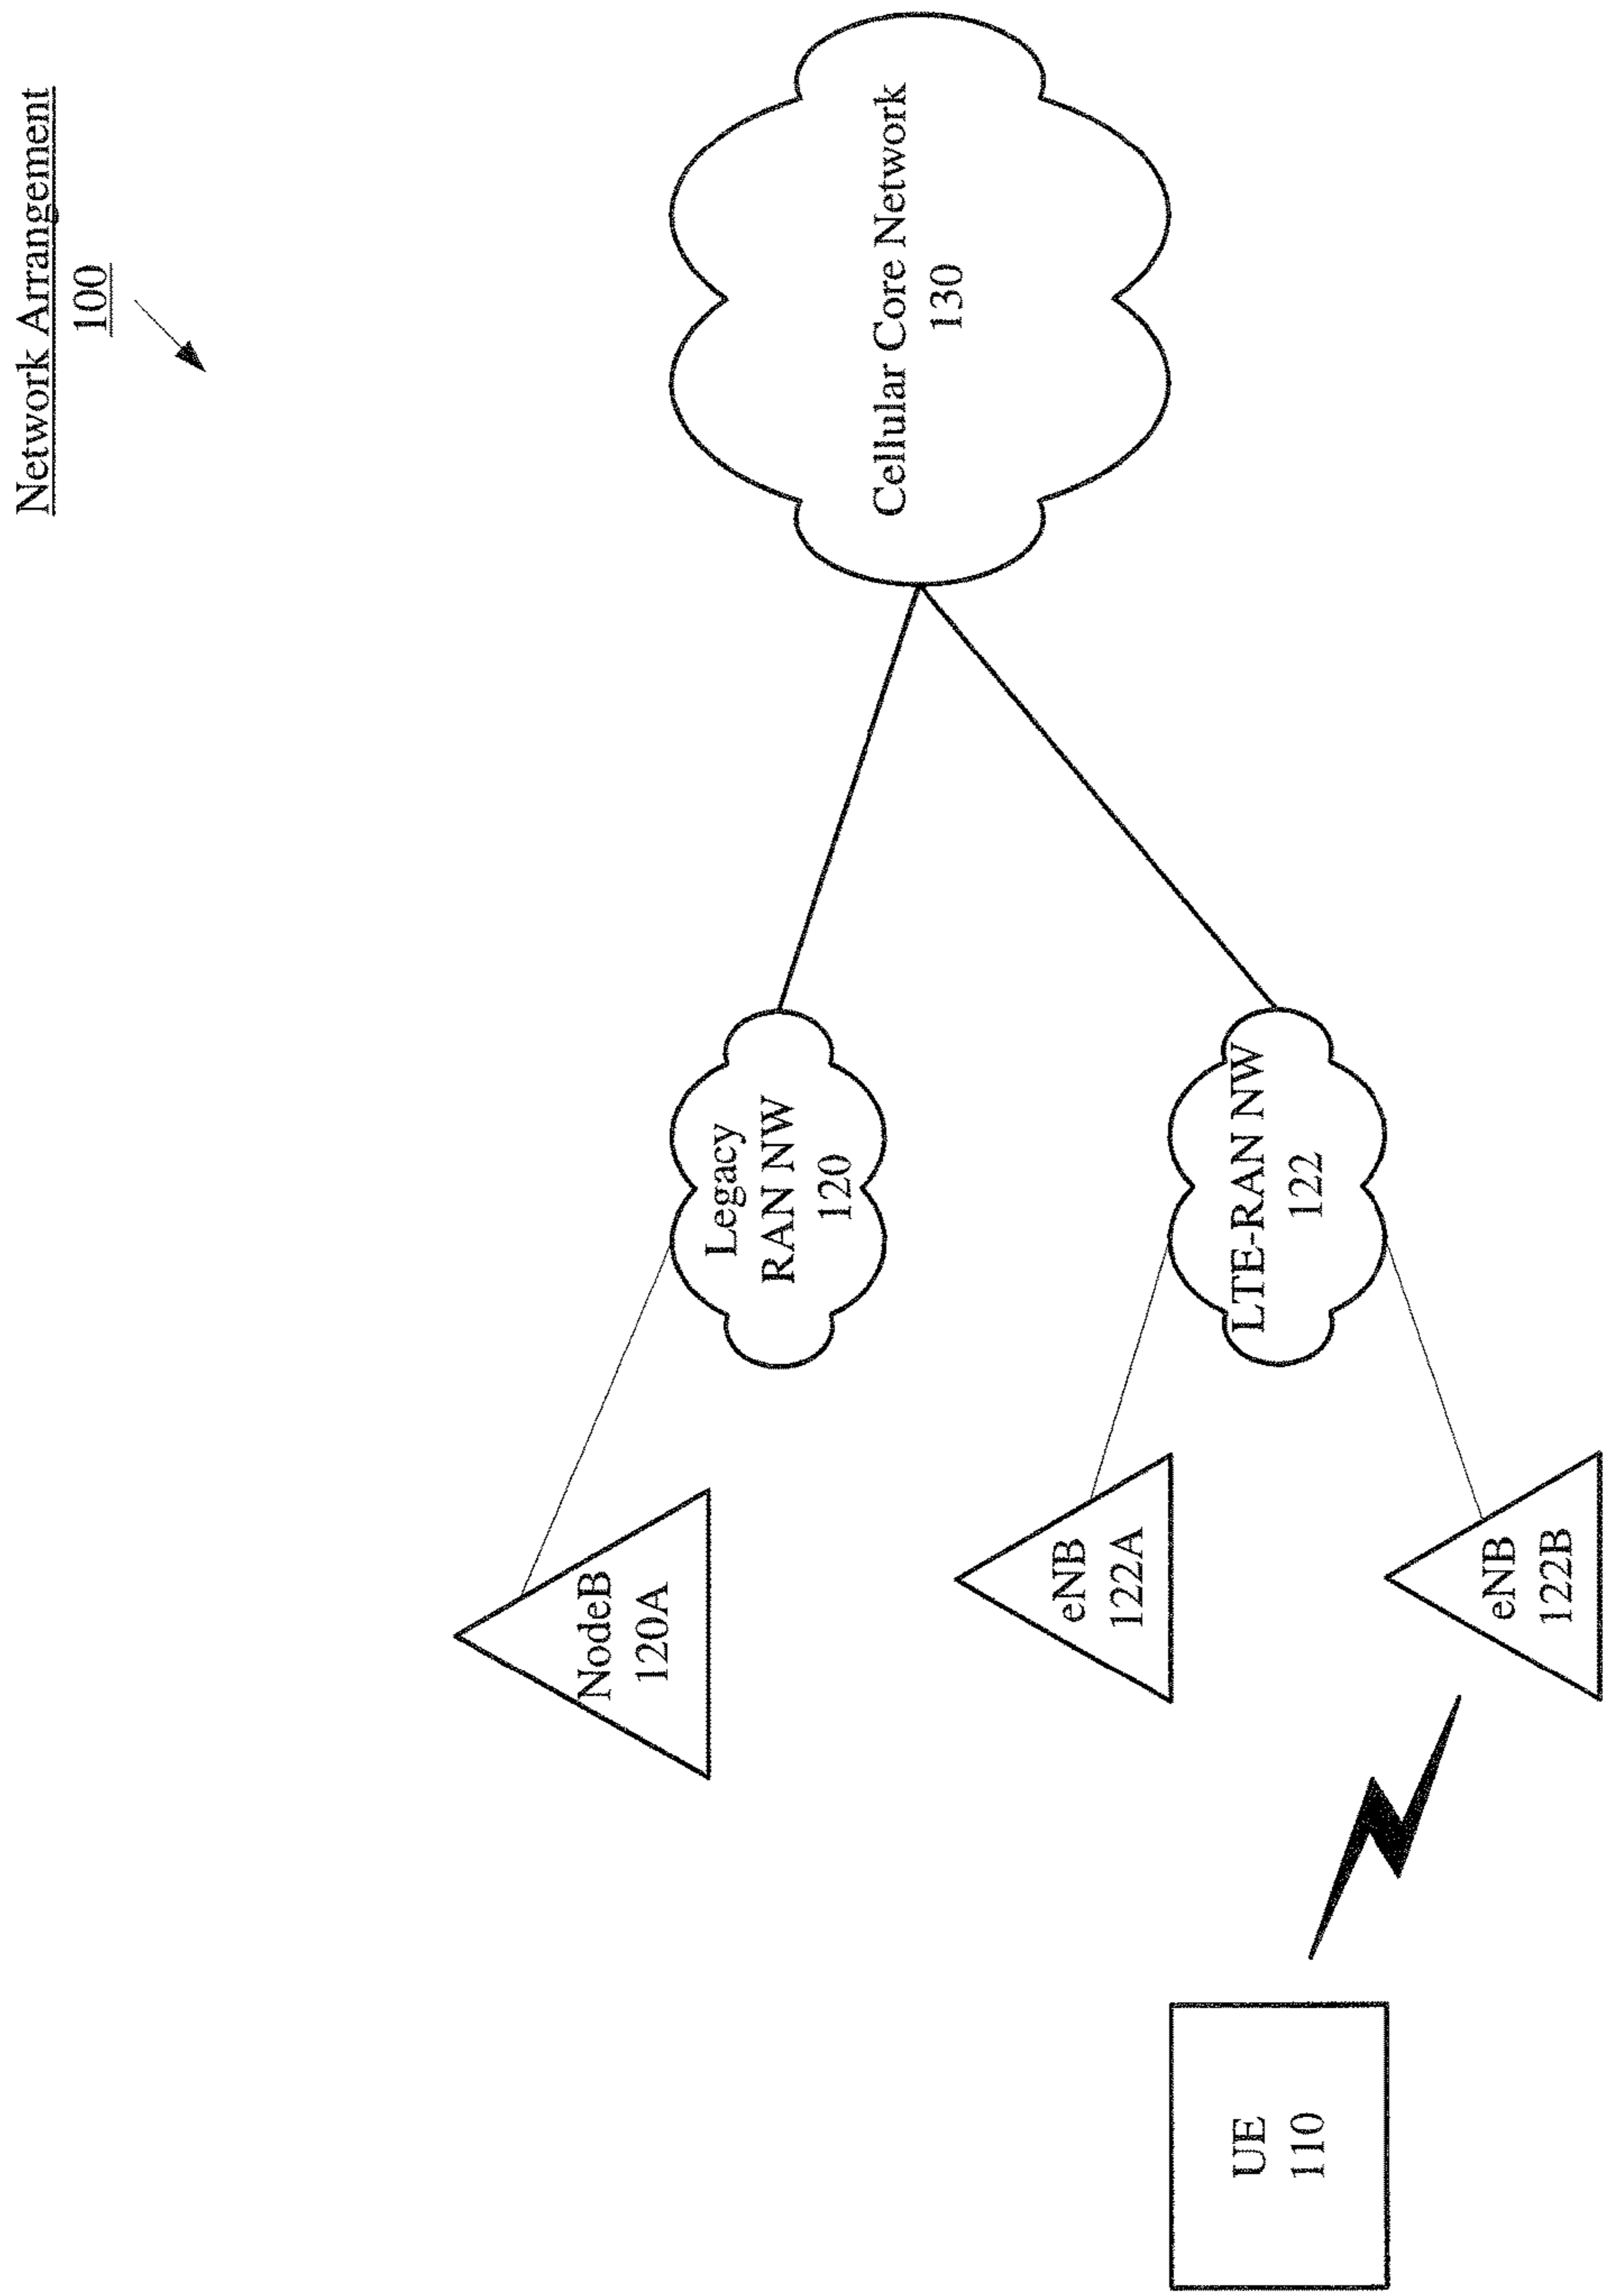 Network Arrangement
100
Cellular Core Network
130
Legacy
RAN NW
120
LTE-RAN NW
122
NodeB
120A
eNB
122A
eNB
122B
UE
110